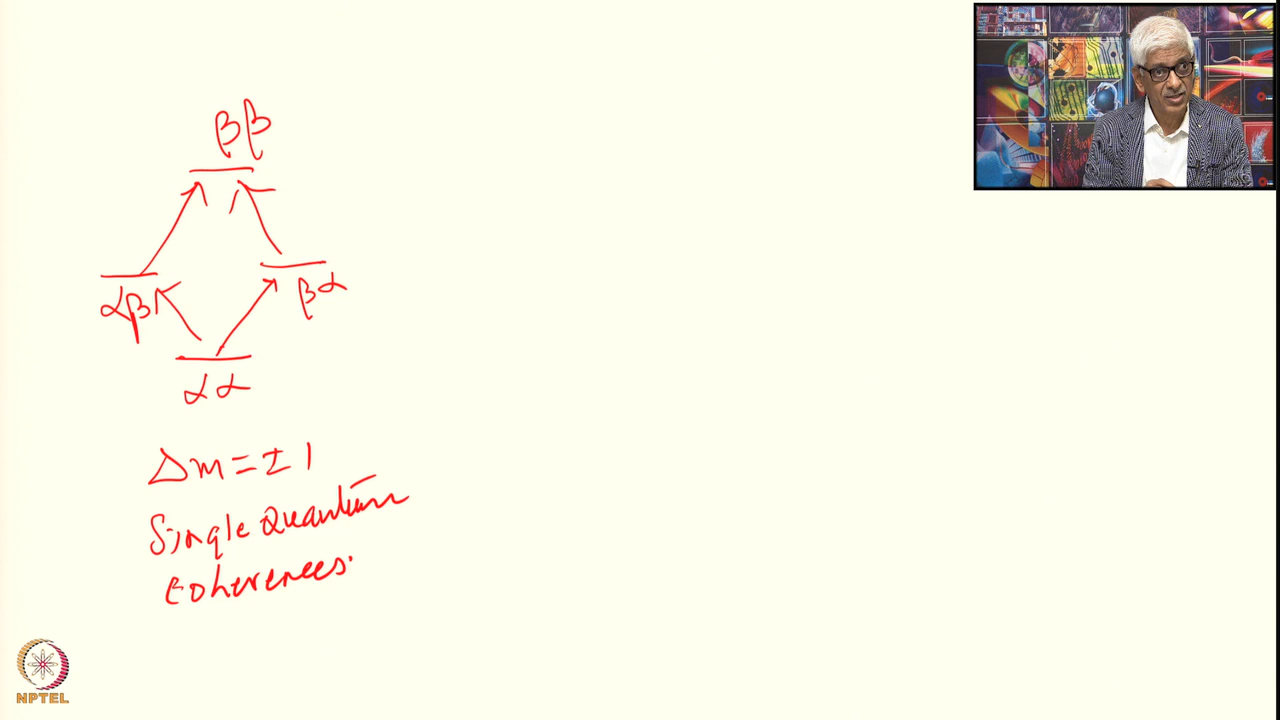 ββ
αβ
βα
αα
Δm = ± 1
Single Quantum
Coherences.
NPTEL